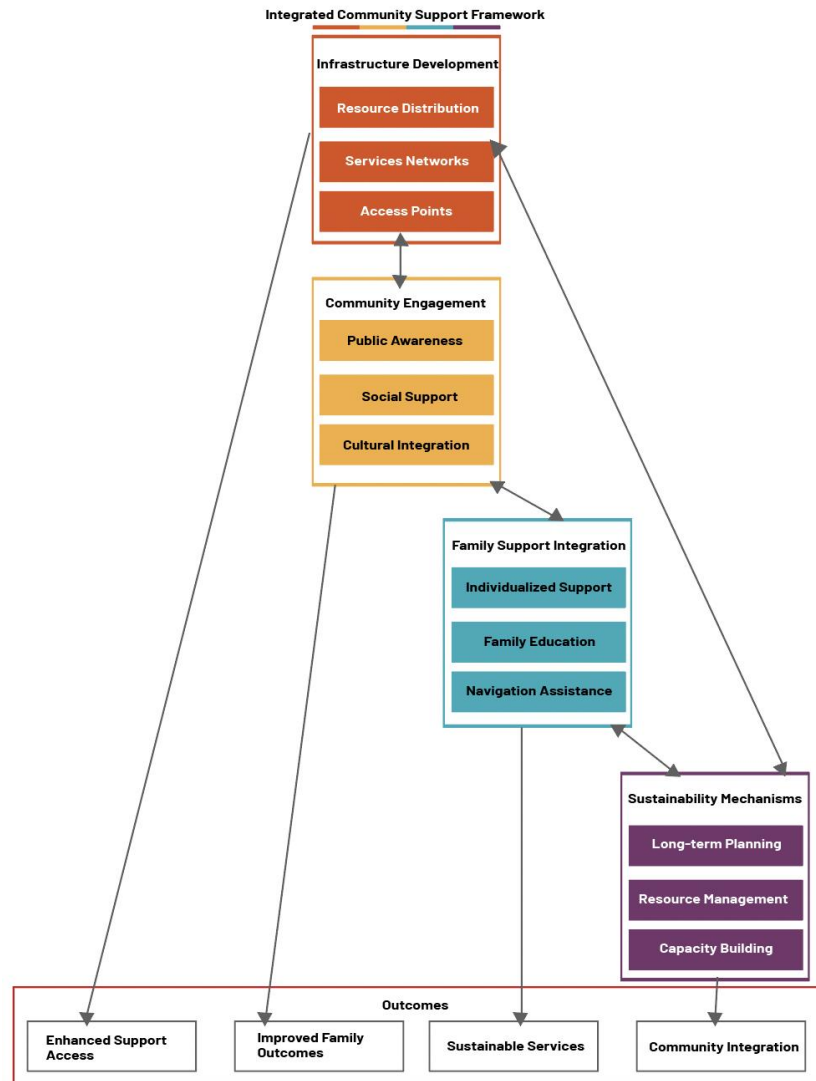 Integrated Community Support Framework
Infrastructure Development
Resource Distribution
Services Networks
Access Points
Community Engagement
Public Awareness
Social Support
Cultural Integration
Family Support Integration
Individualized Support
Family Education
Navigation Assistance
Sustainability Mechanisms
Long-term Planning
Resource Management
Capacity Building
Outcomes
Enhanced Support
Access
Improved Family
Outcomes
Sustainable Services
Community Integration